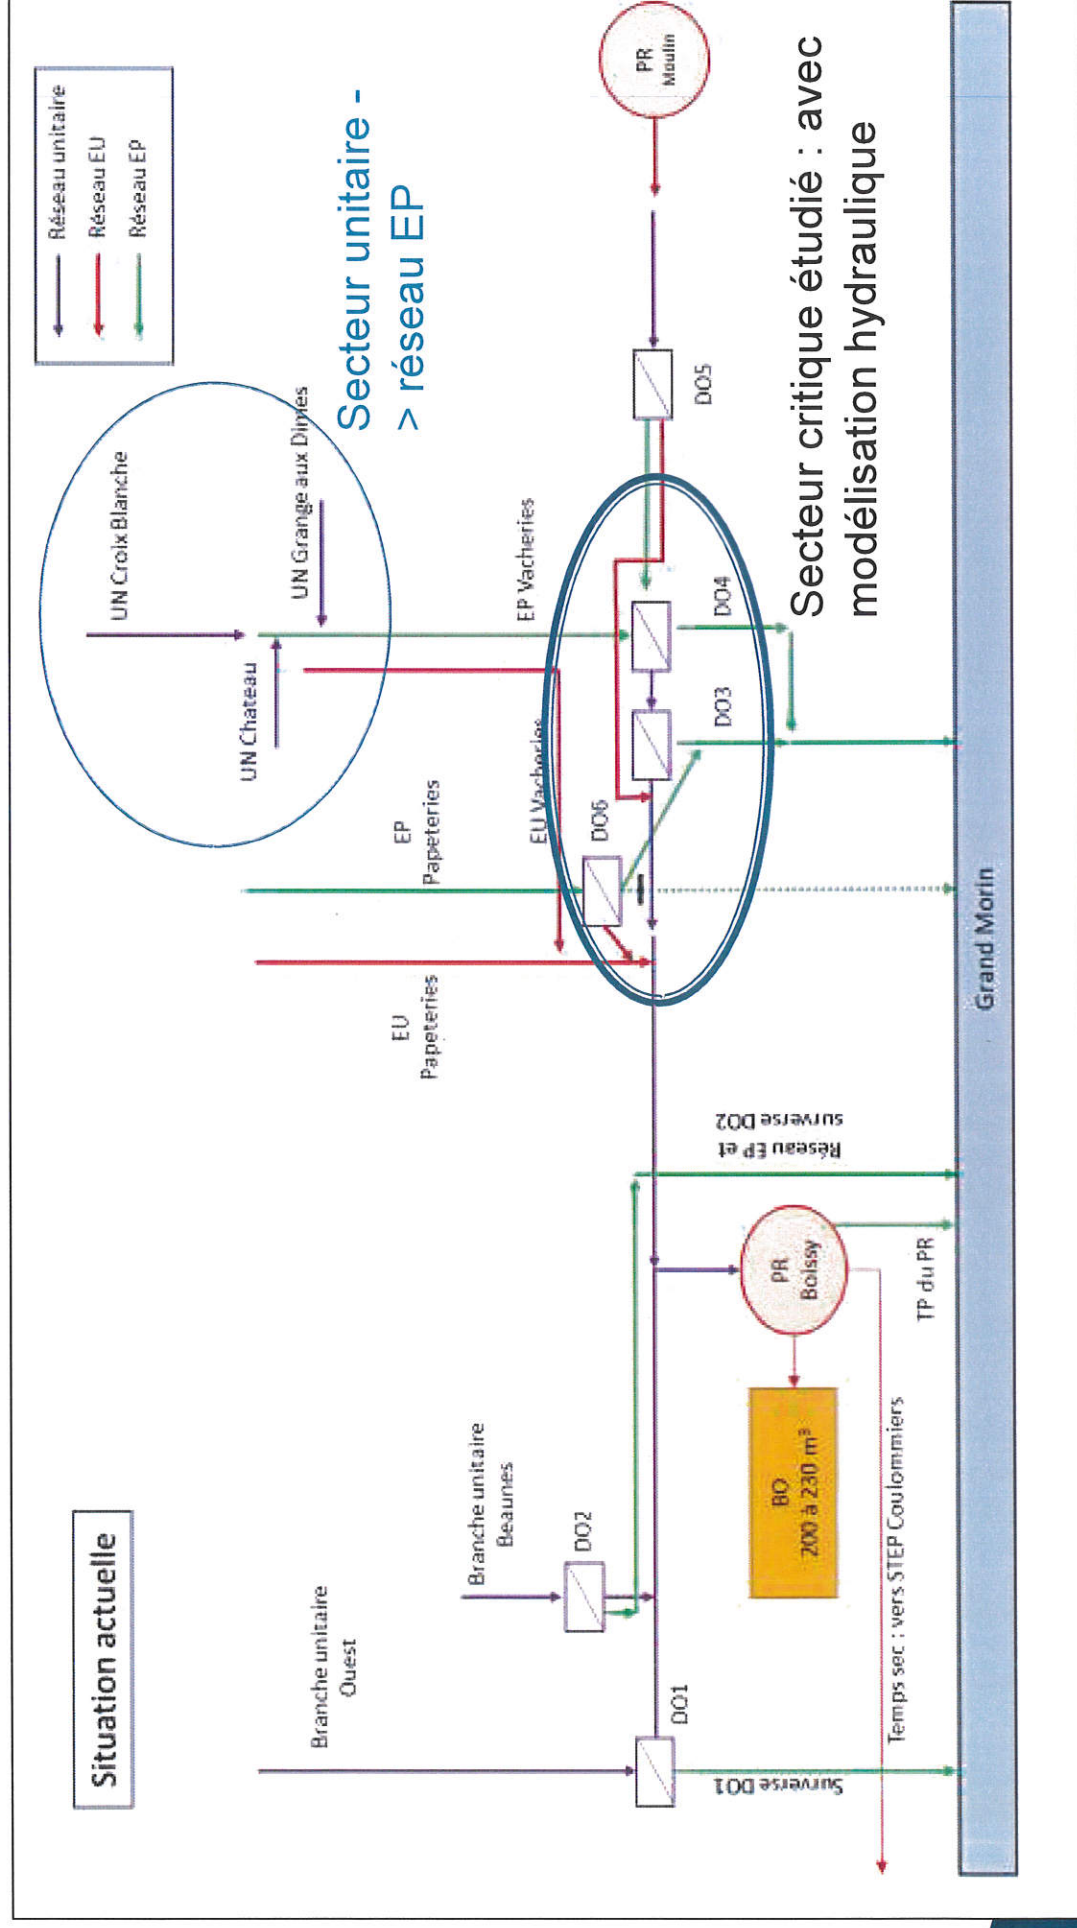 Situation actuelle
Réseau unitaire
Réseau EU
Réseau EP
Branche unitaire
Ouest
Branche unitaire
Beaunes
DO2
DO1
Surverse DO1
Temps sec : vers STEP Coulommiers
BO
200 à 230 m³
PR
Boissy
TP du PR
Réseau EP et
surverse DO2
EU
Papeteries
EP
Papeteries
UN Chateau
UN Croix Blanche
UN Grange aux Dimes
Secteur unitaire -
> réseau EP
EU Vacheries
EP Vacheries
DO6
DO3
DO4
DO5
PR
Moulin
Secteur critique étudié : avec
modélisation hydraulique
Grand Morin